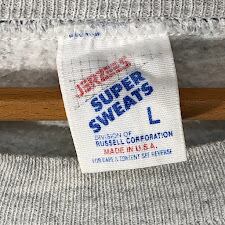 JERZEES
SUPER
SWEATS
L
DIVISION OF
RUSSELL CORPORATION
MADE IN U.S.A.
FOR CARE & CONTENT SEE REVERSE